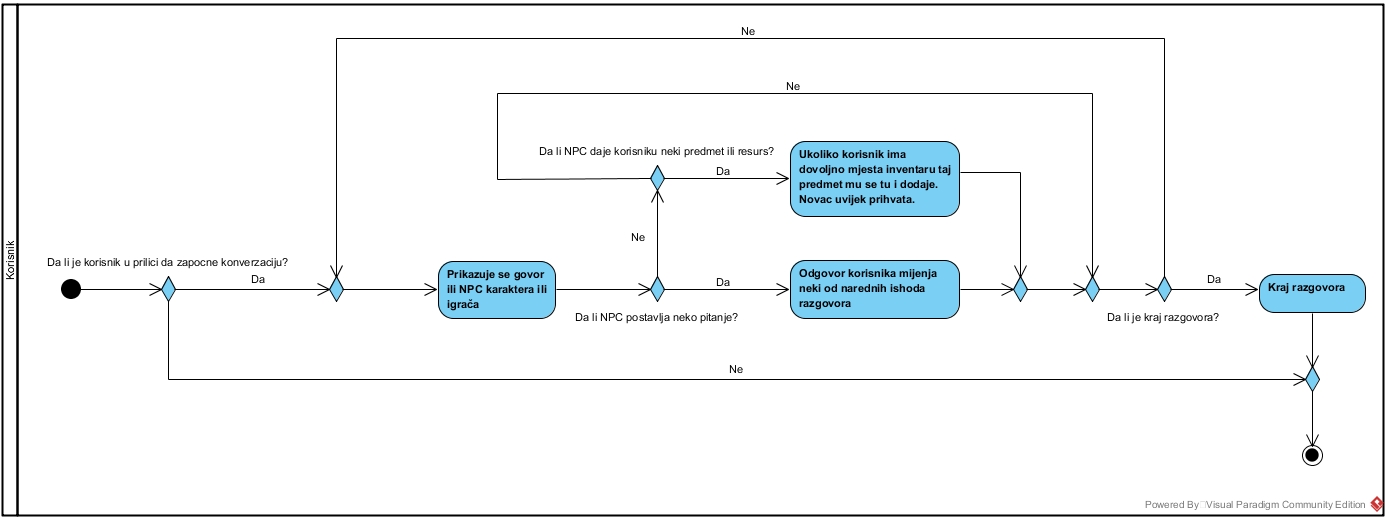 Korisnik
Ne
Ne
Da li NPC daje korisniku neki predmet ili resurs?
Da
Ukoliko korisnik ima
dovoljno mjesta inventaru taj
predmet mu se tu i dodaje.
Novac uvijek prihvata.
Ne
Da li je korisnik u prilici da zapocne konverzaciju?
Da
Prikazuje se govor
ili NPC karaktera ili
igrača
Da
Da li NPC postavlja neko pitanje?
Odgovor korisnika mijenja
neki od narednih ishoda
razgovora
Da li je kraj razgovora?
Da
Kraj razgovora
Ne
Powered By Visual Paradigm Community Edition